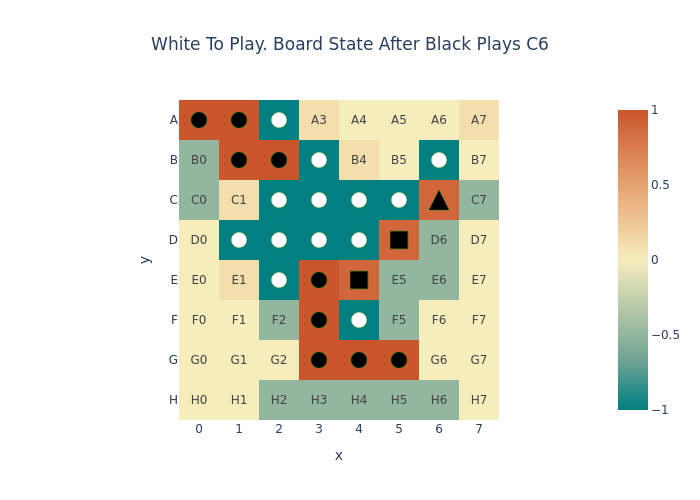 White To Play. Board State After Black Plays C6
A A3 A4 A5 A6 A7
B B0 B4 B5 B7
C C0 C1 C7
D D0 D6 D7
E E0 E1 E5 E6 E7
F F0 F1 F2 F5 F6 F7
G G0 G1 G2 G6 G7
H H0 H1 H2 H3 H4 H5 H6 H7
0 1 2 3 4 5 6 7
x
y
1
0.5
0
−0.5
−1